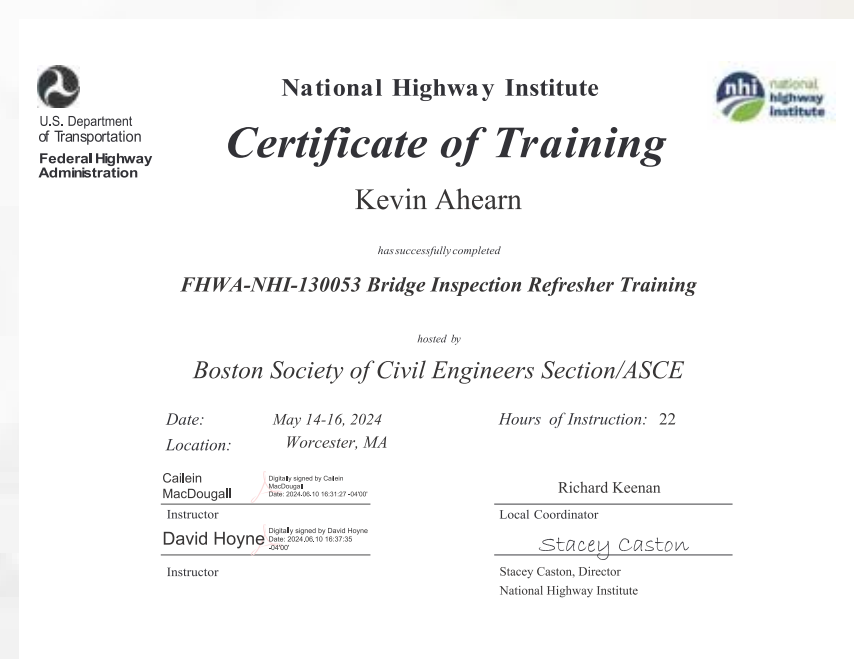 U.S. Department
of Transportation
Federal Highway
Administration
National Highway Institute
nhi national
highway
institute
Certificate of Training
Kevin Ahearn
has successfully completed
FHWA-NHI-130053 Bridge Inspection Refresher Training
hosted by
Boston Society of Civil Engineers Section/ASCE
Date: May 14-16, 2024
Hours of Instruction: 22
Location: Worcester, MA
Cailein
MacDougall
Digitally signed by Cailein
MacDougall
Date: 2024.06.10 16:31:27 -04'00'
Instructor
Richard Keenan
Local Coordinator
David Hoyne
Digitally signed by David Hoyne
Date: 2024.06.10 16:37:35
-04'00'
Instructor
Stacey Caston
Stacey Caston, Director
National Highway Institute